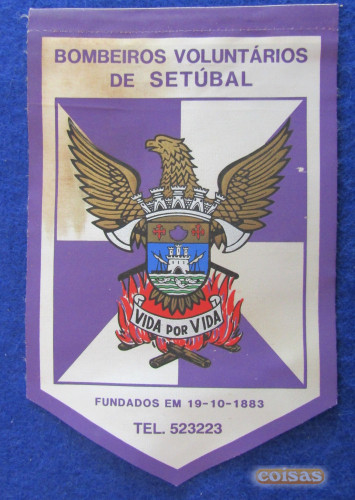 BOMBEIROS VOLUNTÁRIOS
DE SETÚBAL
VIDA POR VIDA
FUNDADOS EM 19-10-1883
TEL. 523223
coisas